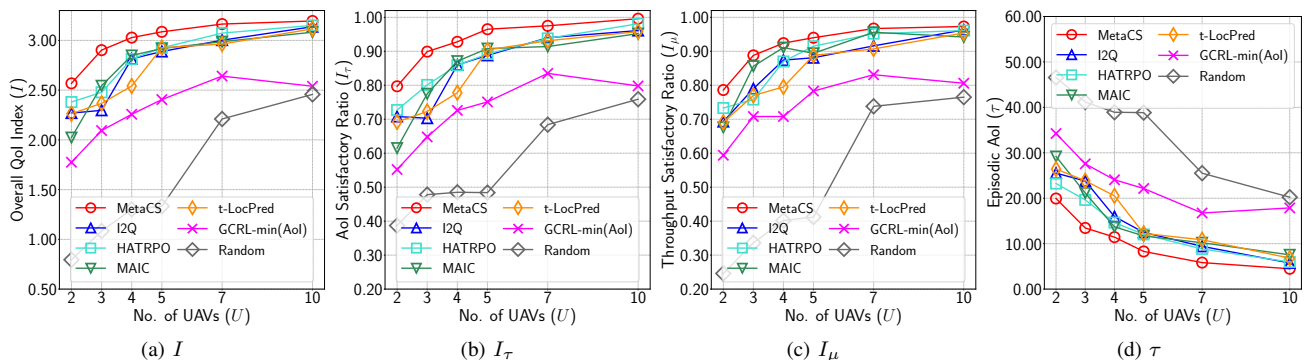 Overall QoI Index (I)
3.00
2.50
2.00
1.50
1.00
0.50
2 3 4 5 7 10
No. of UAVs (U)
MetaCS
I2Q
HATRPO
MAIC
t-LocPred
GCRL-min(AoI)
Random
(a) I
AoI Satisfactory Ratio (I_τ)
1.00
0.90
0.80
0.70
0.60
0.50
0.40
0.30
0.20
2 3 4 5 7 10
No. of UAVs (U)
MetaCS
I2Q
HATRPO
MAIC
t-LocPred
GCRL-min(AoI)
Random
(b) I_τ
Throughput Satisfactory Ratio (I_μ)
1.00
0.90
0.80
0.70
0.60
0.50
0.40
0.30
0.20
2 3 4 5 7 10
No. of UAVs (U)
MetaCS
I2Q
HATRPO
MAIC
t-LocPred
GCRL-min(AoI)
Random
(c) I_μ
Episodic AoI (τ)
60.00
50.00
40.00
30.00
20.00
10.00
0.00
2 3 4 5 7 10
No. of UAVs (U)
MetaCS
I2Q
HATRPO
MAIC
t-LocPred
GCRL-min(AoI)
Random
(d) τ